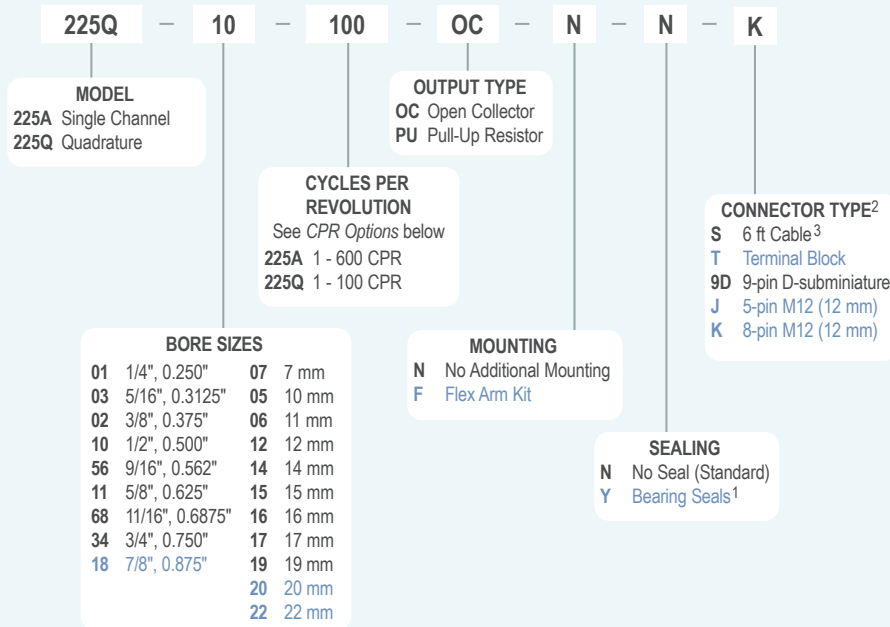 225Q – 10 – 100 – OC – N – N – K
MODEL
225A Single Channel
225Q Quadrature
OUTPUT TYPE
OC Open Collector
PU Pull-Up Resistor
CYCLES PER
REVOLUTION
See CPR Options below
225A 1 - 600 CPR
225Q 1 - 100 CPR
CONNECTOR TYPE2
S 6 ft Cable3
T Terminal Block
9D 9-pin D-subminiature
J 5-pin M12 (12 mm)
K 8-pin M12 (12 mm)
BORE SIZES
01 1/4", 0.250" 07 7 mm
03 5/16", 0.3125" 05 10 mm
02 3/8", 0.375" 06 11 mm
10 1/2", 0.500" 12 12 mm
56 9/16", 0.562" 14 14 mm
11 5/8", 0.625" 15 15 mm
68 11/16", 0.6875" 16 16 mm
34 3/4", 0.750" 17 17 mm
18 7/8", 0.875" 19 19 mm
20 20 mm
22 22 mm
MOUNTING
N No Additional Mounting
F Flex Arm Kit
SEALING
N No Seal (Standard)
Y Bearing Seals1